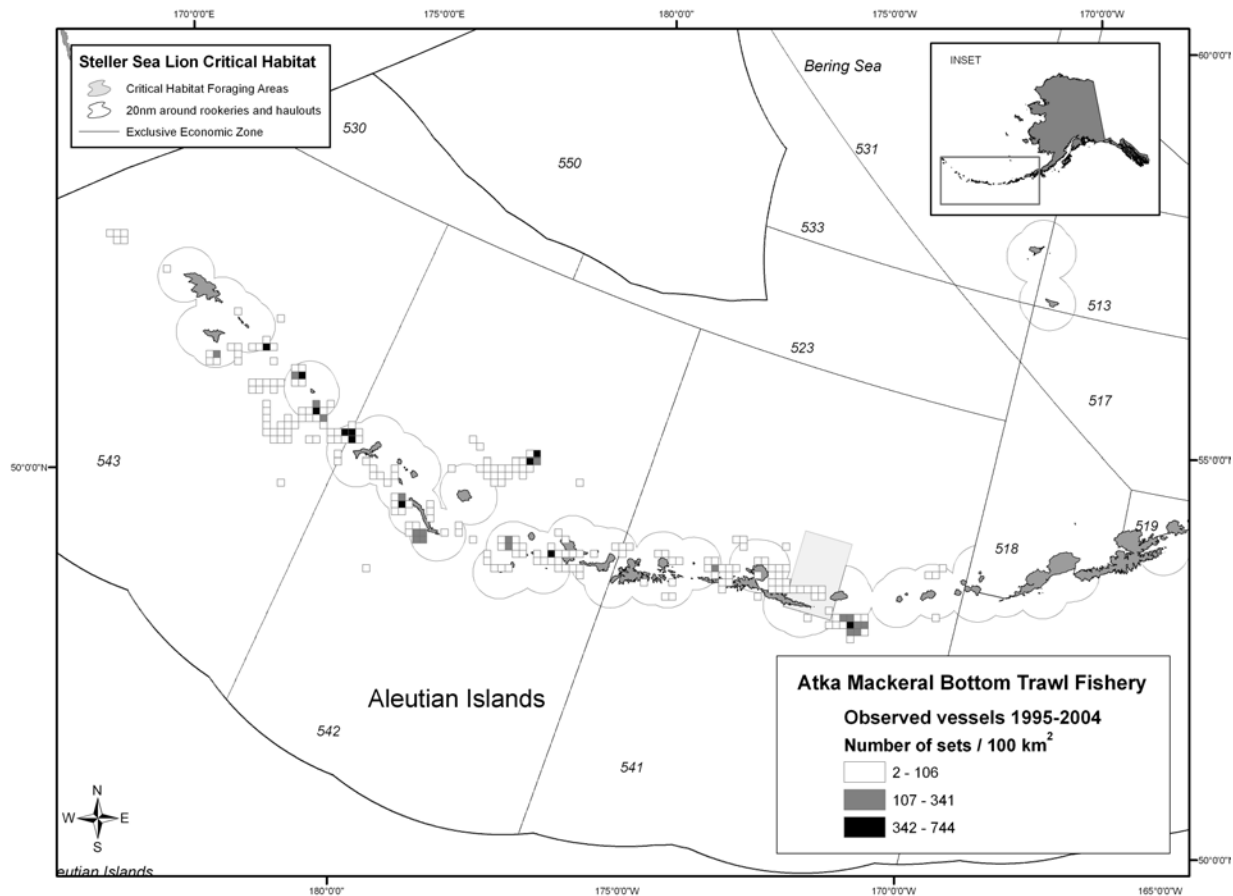 170°0'0"E
175°0'0"E
180°0'0"
175°0'0"W
170°0'0"W
Steller Sea Lion Critical Habitat
Critical Habitat Foraging Areas
20nm around rookeries and haulouts
Exclusive Economic Zone
Bering Sea
INSET
60°0'0"N
530
550
531
533
513
523
517
543
50°0'0"N
55°0'0"N
519
518
Aleutian Islands
542
541
Atka Mackeral Bottom Trawl Fishery
Observed vessels 1995-2004
Number of sets / 100 km²
2 - 106
107 - 341
342 - 744
N
W E
S
eutian Islands
50°0'0"N
180°0'0"
175°0'0"W
170°0'0"W